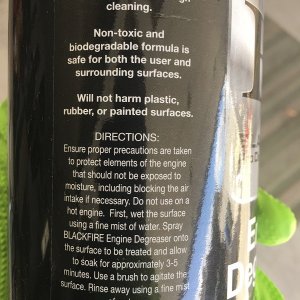 cleaning.
Non-toxic and
biodegradable formula is
safe for both the user and
surrounding surfaces.
Will not harm plastic,
rubber, or painted surfaces.
DIRECTIONS:
Ensure proper precautions are taken
to protect elements of the engine
that should not be exposed to
moisture, including blocking the air
intake if necessary. Do not use on a
hot engine. First, wet the surface
using a fine mist of water. Spray
BLACKFIRE Engine Degreaser onto
the surface to be treated and allow
to soak for approximately 3-5
minutes. Use a brush to agitate the
surface. Rinse away using a fine mist